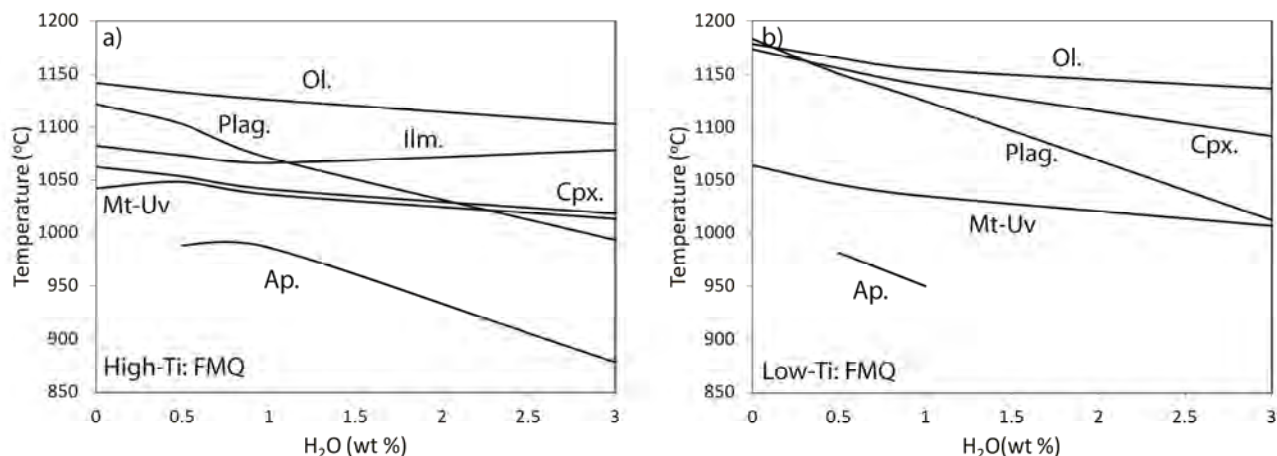 a)
Temperature (°C)
1200
1150
1100
1050
1000
950
900
850
Ol.
Plag.
Ilm.
Cpx.
Mt-Uv
Ap.
High-Ti: FMQ
0
0.5
1
1.5
2
2.5
3
H₂O (wt %)
b)
Temperature (°C)
1200
1150
1100
1050
1000
950
900
850
Ol.
Cpx.
Plag.
Mt-Uv
Ap.
Low-Ti: FMQ
0
0.5
1
1.5
2
2.5
3
H₂O(wt %)